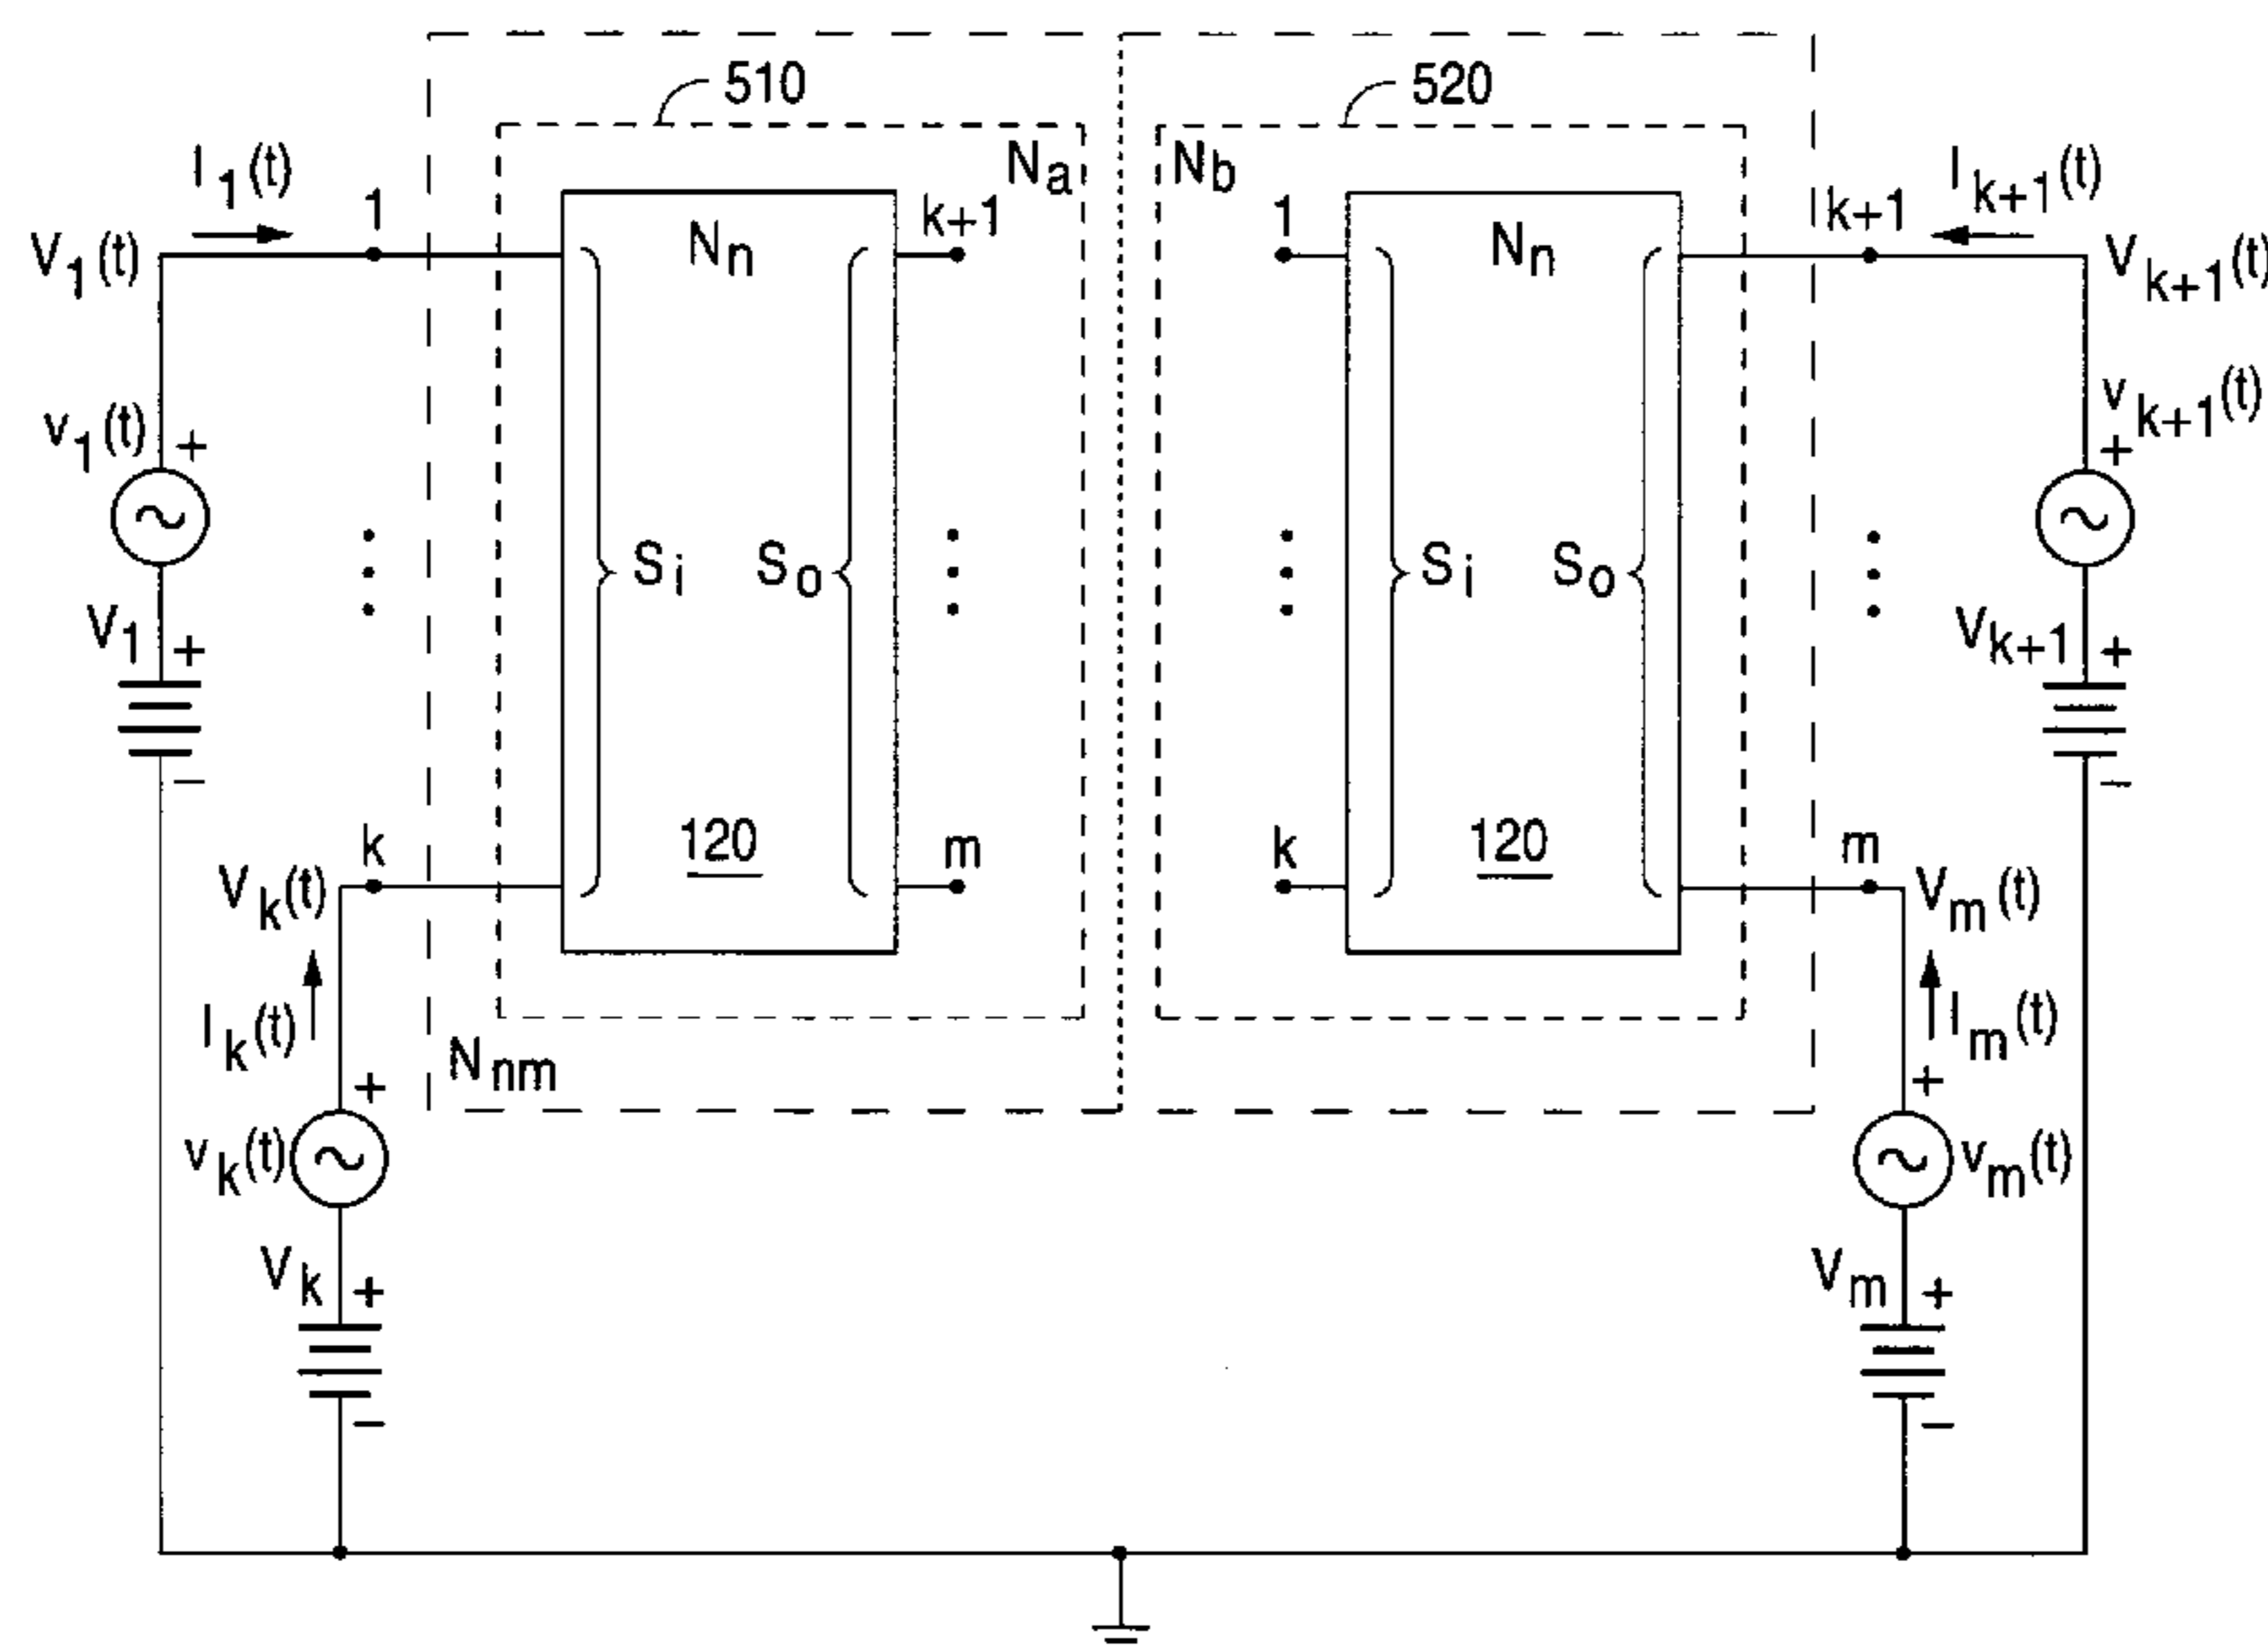 510
520
I1(t)
1
Na
Nb
k+1
1
k+1
Ik+1(t)
V1(t)
Nn
Nn
Vk+1(t)
v1(t)
+
vk+1(t)
+
Si
So
Si
So
V1
+
Vk+1
+
−
−
k
120
m
k
120
m
Vk(t)
Vm(t)
Ik(t)
Im(t)
Nnm
+
+
vk(t)
vm(t)
Vk
+
Vm
+
−
−